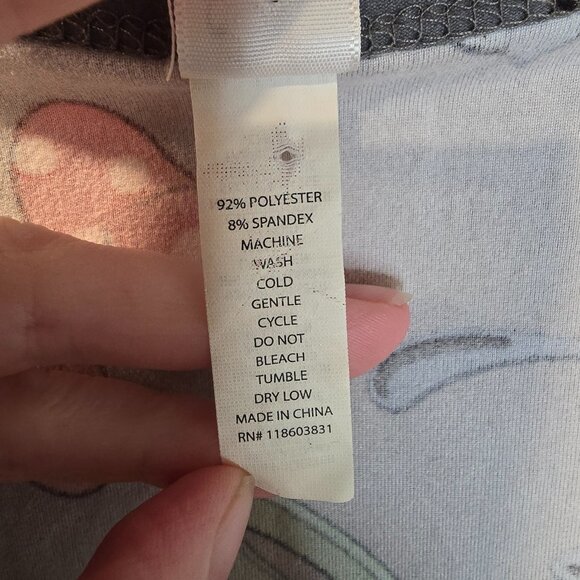 92% POLYESTER
8% SPANDEX
MACHINE
WASH
COLD
GENTLE
CYCLE
DO NOT
BLEACH
TUMBLE
DRY LOW
MADE IN CHINA
RN# 118603831